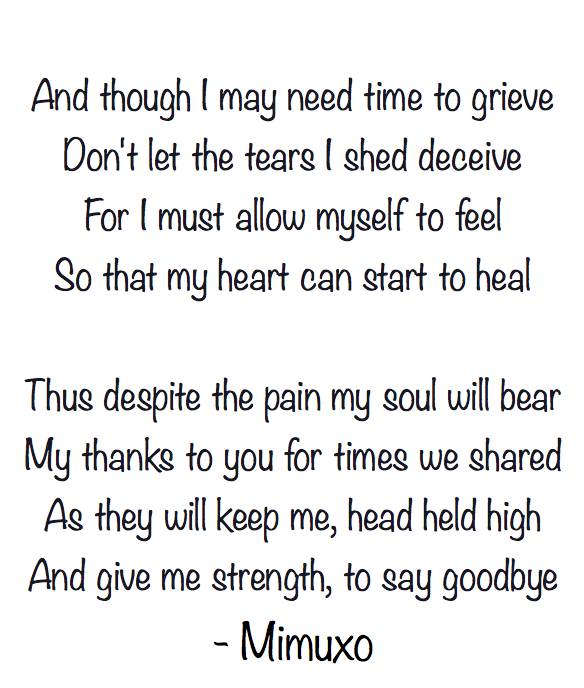 And though I may need time to grieve
Don't let the tears I shed deceive
For I must allow myself to feel
So that my heart can start to heal
Thus despite the pain my soul will bear
My thanks to you for times we shared
As they will keep me, head held high
And give me strength, to say goodbye
- Mimuxo